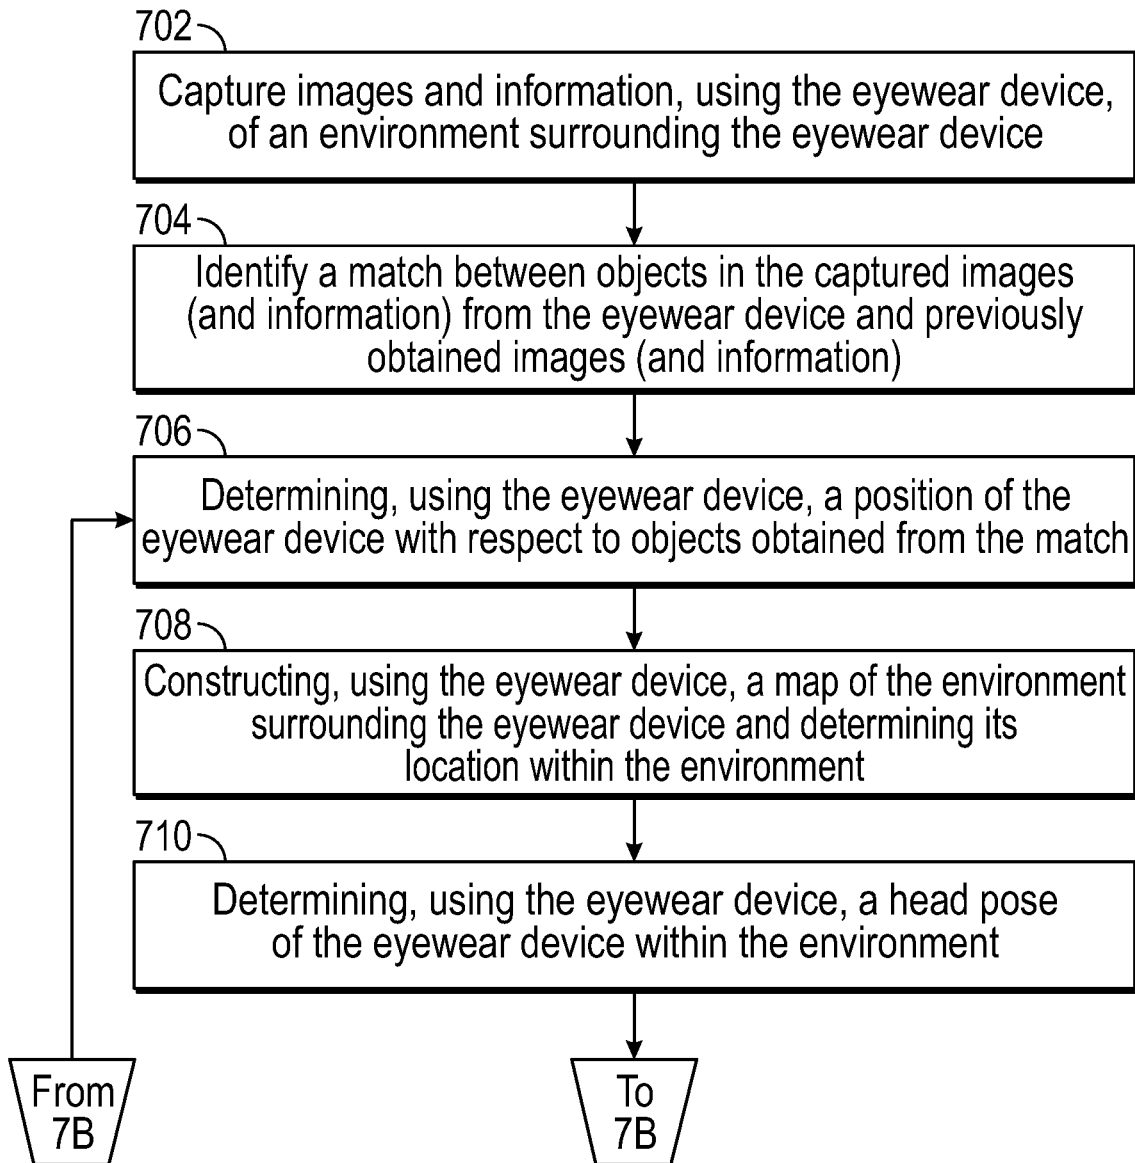 702
Capture images and information, using the eyewear device,
of an environment surrounding the eyewear device
704
Identify a match between objects in the captured images
(and information) from the eyewear device and previously
obtained images (and information)
706
Determining, using the eyewear device, a position of the
eyewear device with respect to objects obtained from the match
708
Constructing, using the eyewear device, a map of the environment
surrounding the eyewear device and determining its
location within the environment
710
Determining, using the eyewear device, a head pose
of the eyewear device within the environment
From
7B
To
7B